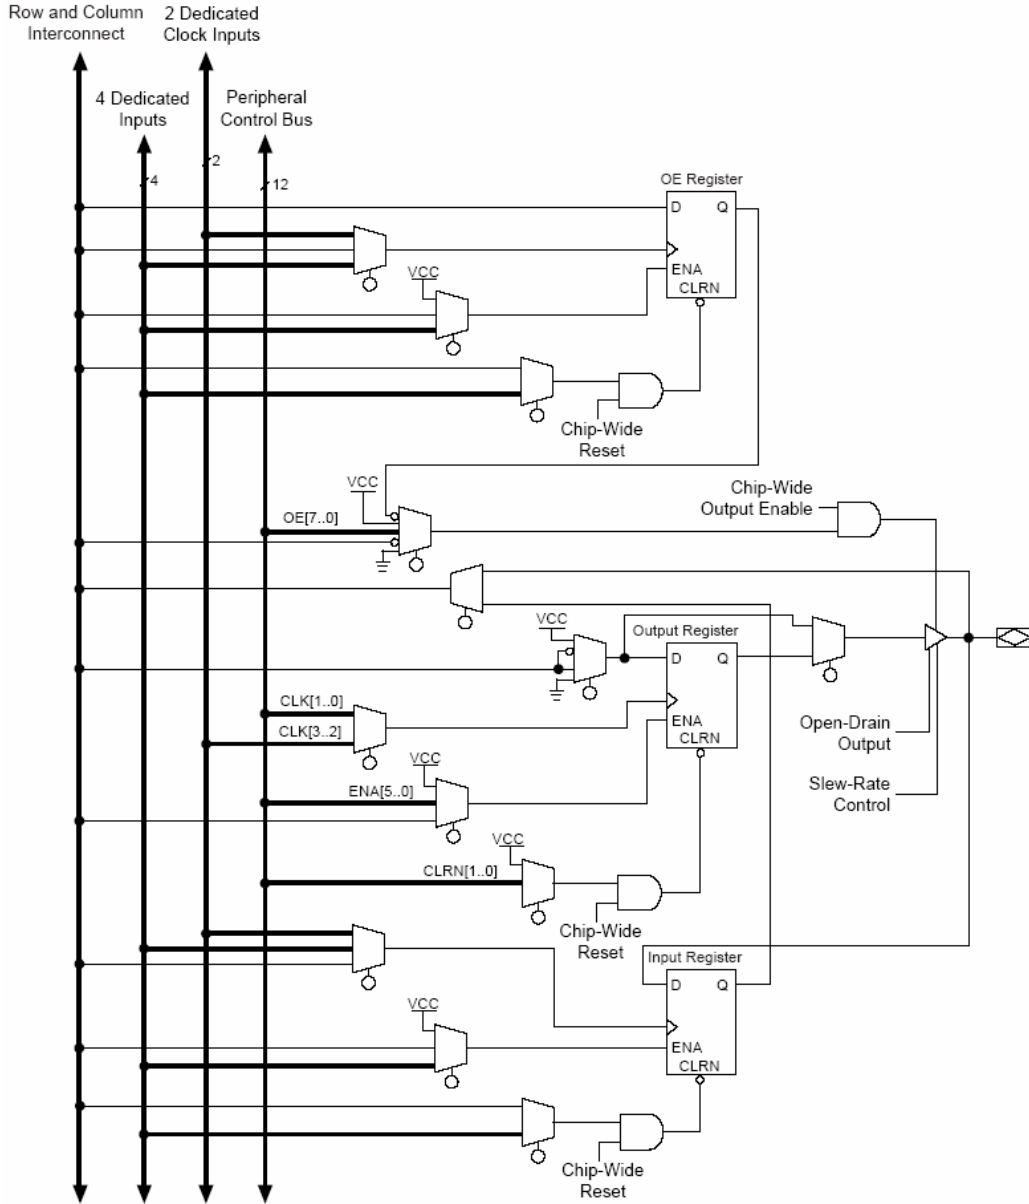 Row and Column
Interconnect
2 Dedicated
Clock Inputs
4 Dedicated
Inputs
Peripheral
Control Bus
2
4
12
OE Register
D Q
ENA
CLRN
VCC
Chip-Wide
Reset
VCC
OE[7..0]
Chip-Wide
Output Enable
VCC
Output Register
D Q
ENA
CLRN
CLK[1..0]
CLK[3..2]
Open-Drain
Output
VCC
ENA[5..0]
Slew-Rate
Control
VCC
CLRN[1..0]
Chip-Wide
Reset
Input Register
D Q
ENA
CLRN
VCC
Chip-Wide
Reset